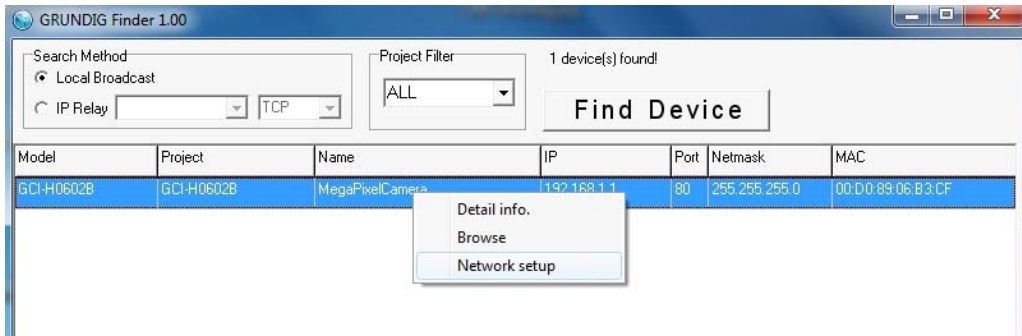 GRUNDIG Finder 1.00
Search Method
Local Broadcast
IP Relay TCP
Project Filter
ALL
1 device(s) found!
Find Device
Model Project Name IP Port Netmask MAC
GCI-H0602B GCI-H0602B MegaPixelCamera 192.168.1.1 80 255.255.255.0 00:D0:89:06:B3:CF
Detail info.
Browse
Network setup